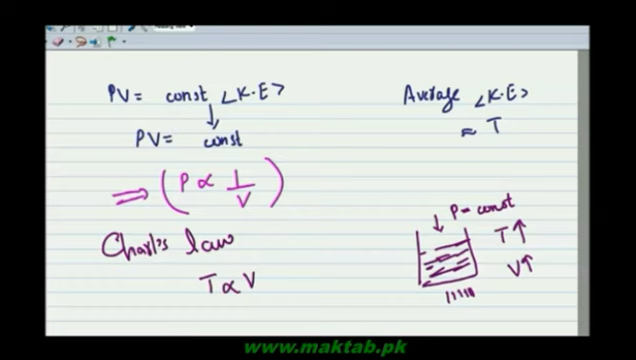 PV = const <K.E>
PV = const
⇒ (P ∝ 1/V)
Charl's law
T ∝ V
Average <K.E>
≈ T
P = const
T↑
V↑
www.maktab.pk